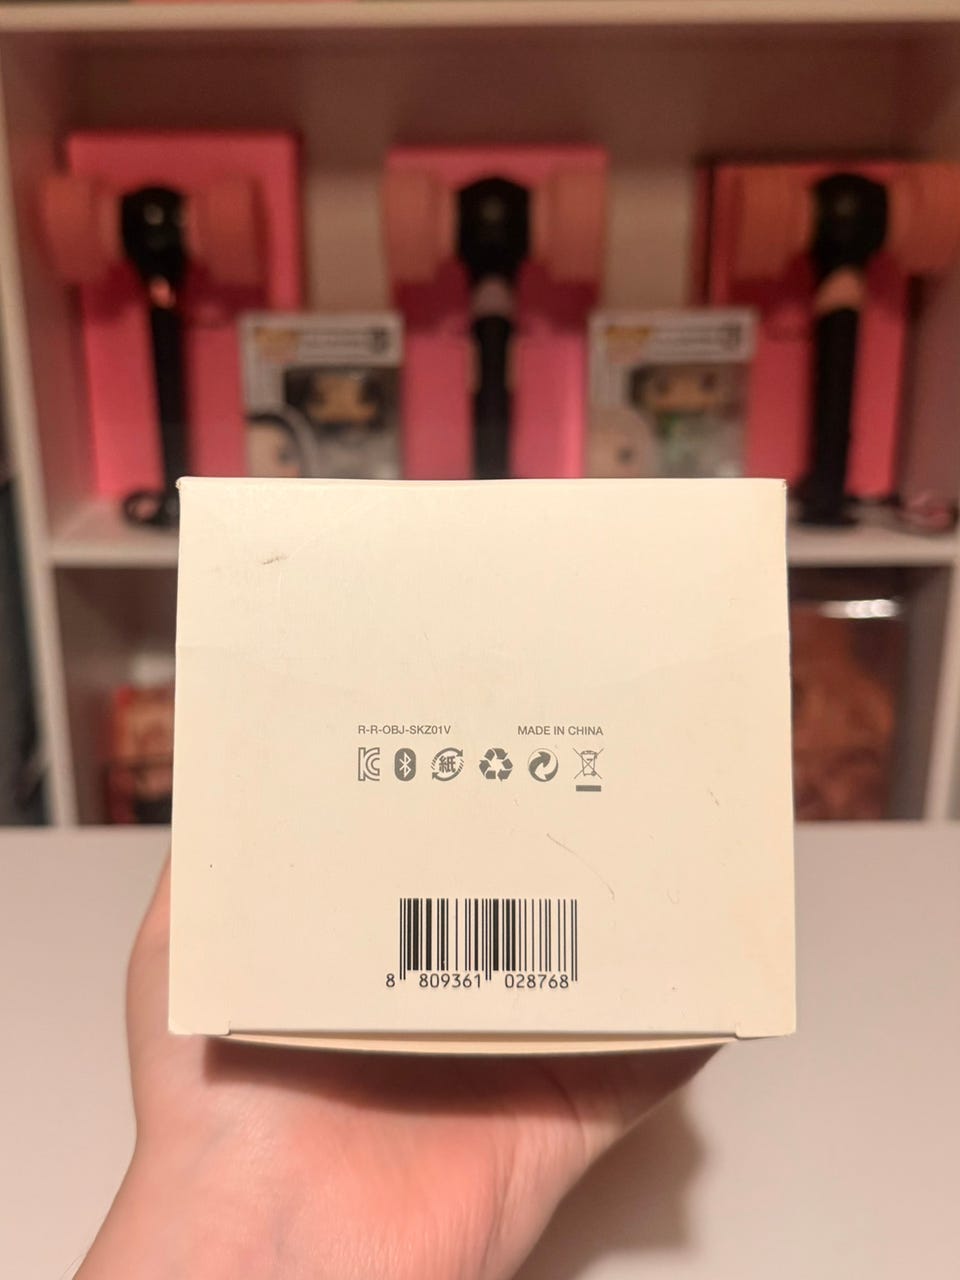 R-R-OBJ-SKZ01V MADE IN CHINA
紙
8 809361 028768